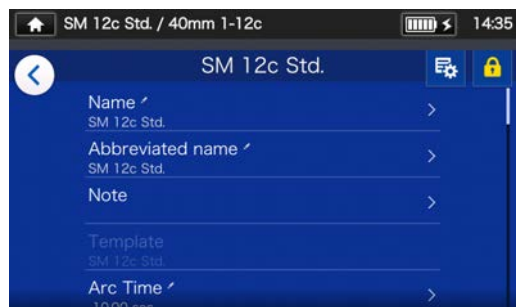 SM 12c Std. / 40mm 1-12c
14:35
SM 12c Std.
Name
SM 12c Std.
Abbreviated name
SM 12c Std.
Note
Template
SM 12c Std.
Arc Time